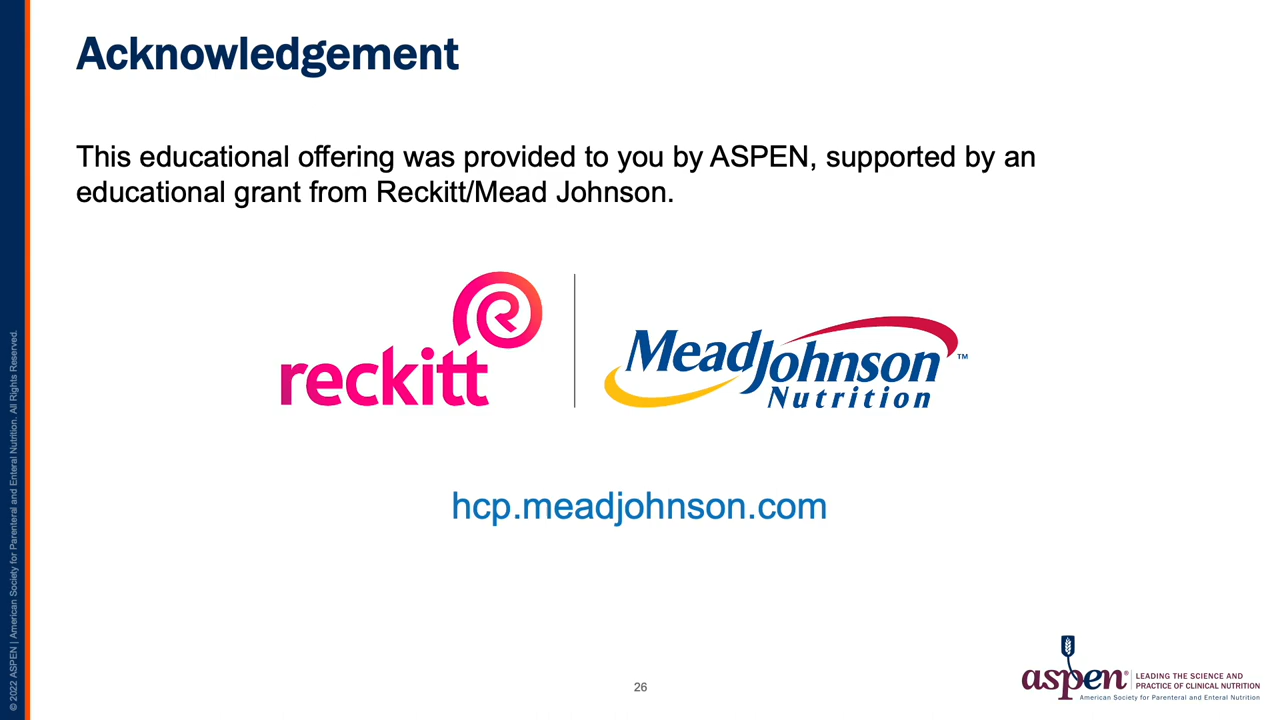 Acknowledgement
This educational offering was provided to you by ASPEN, supported by an
educational grant from Reckitt/Mead Johnson.
reckitt
MeadJohnson™
Nutrition
hcp.meadjohnson.com
© 2022 ASPEN | American Society for Parenteral and Enteral Nutrition. All Rights Reserved.
26
aspen®
LEADING THE SCIENCE AND
PRACTICE OF CLINICAL NUTRITION
American Society for Parenteral and Enteral Nutrition